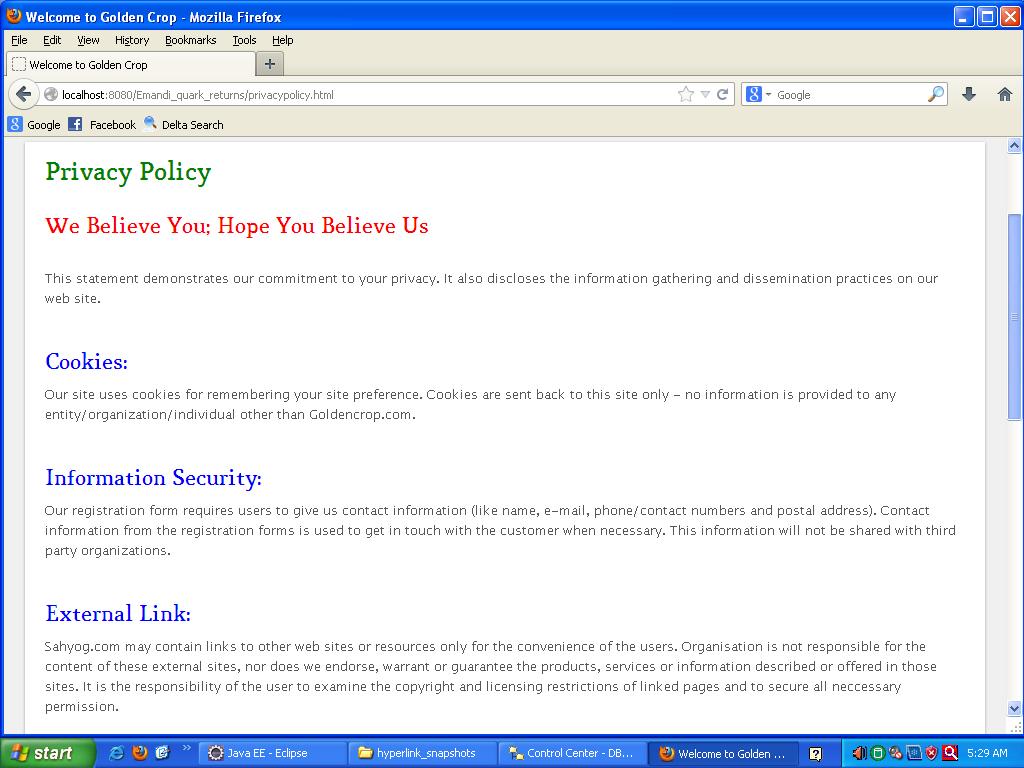 Welcome to Golden Crop - Mozilla Firefox
File Edit View History Bookmarks Tools Help
Welcome to Golden Crop
localhost:8080/Emandi_quark_returns/privacypolicy.html
Google
Google Facebook Delta Search
Privacy Policy
We Believe You; Hope You Believe Us
This statement demonstrates our commitment to your privacy. It also discloses the information gathering and dissemination practices on our
web site.
Cookies:
Our site uses cookies for remembering your site preference. Cookies are sent back to this site only - no information is provided to any
entity/organization/individual other than Goldencrop.com.
Information Security:
Our registration form requires users to give us contact information (like name, e-mail, phone/contact numbers and postal address). Contact
information from the registration forms is used to get in touch with the customer when necessary. This information will not be shared with third
party organizations.
External Link:
Sahyog.com may contain links to other web sites or resources only for the convenience of the users. Organisation is not responsible for the
content of these external sites, nor does we endorse, warrant or guarantee the products, services or information described or offered in those
sites. It is the responsibility of the user to examine the copyright and licensing restrictions of linked pages and to secure all neccessary
permission.
start Java EE - Eclipse hyperlink_snapshots Control Center - DB... Welcome to Golden ... 5:29 AM